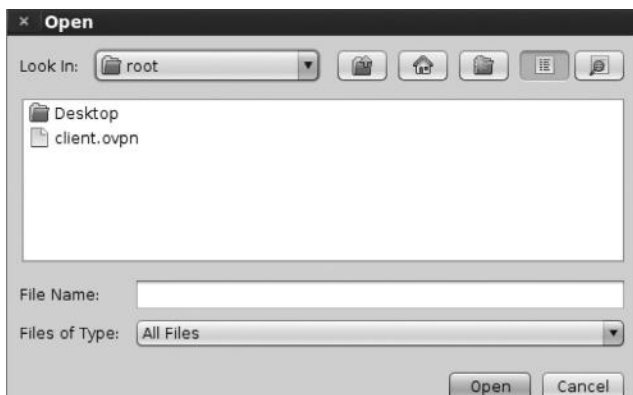 × Open
Look In: root
Desktop
client.ovpn
File Name:
Files of Type: All Files
Open Cancel